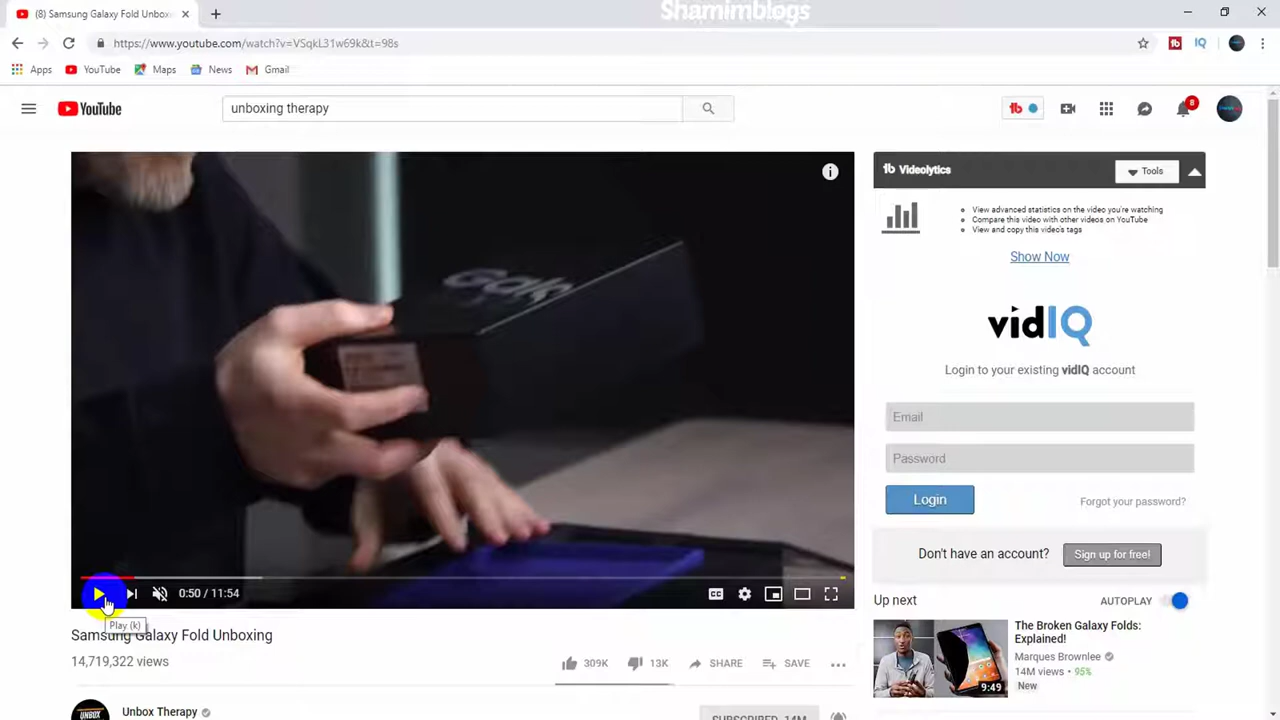 Shamimblogs
(8) Samsung Galaxy Fold Unboxin
https://www.youtube.com/watch?v=VSqkL31w69k&t=98s
Apps YouTube Maps News Gmail
YouTube
unboxing therapy
8
Videolytics
Tools
View advanced statistics on the video you're watching
Compare this video with other videos on YouTube
View and copy this video's tags
Show Now
vidIQ
Login to your existing vidIQ account
Email
Password
Login
Forgot your password?
Don't have an account?
Sign up for free!
0:50 / 11:54
CC
Play (k)
Up next
AUTOPLAY
Samsung Galaxy Fold Unboxing
14,719,322 views
309K
13K
SHARE
SAVE
The Broken Galaxy Folds:
Explained!
Marques Brownlee
14M views • 95%
New
9:49
UNBOX
Unbox Therapy
SUBSCRIBED 14M